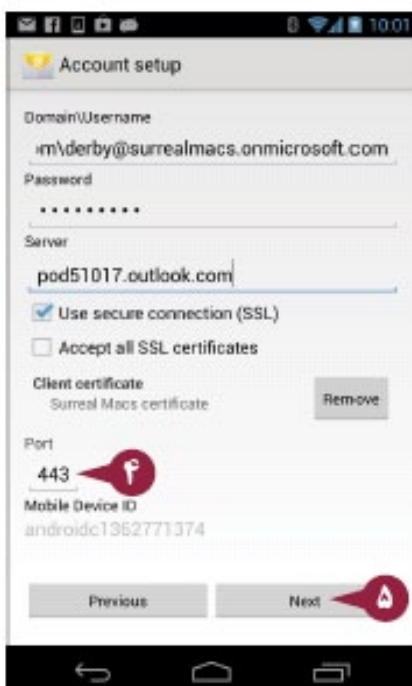 10:01
Account setup
Domain\Username
m\derby@surrealmacs.onmicrosoft.com
Password
•••••••••
Server
pod51017.outlook.com
Use secure connection (SSL)
Accept all SSL certificates
Client certificate
Surreal Macs certificate
Remove
Port
443 ۴
Mobile Device ID
androidc1362771374
Previous Next ۵